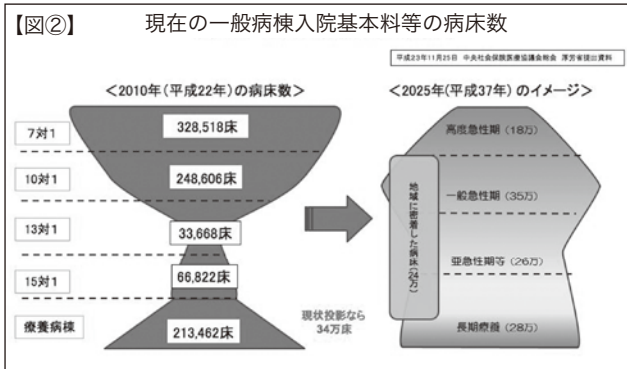 【図②】 現在の一般病棟入院基本料等の病床数
平成23年11月25日 中央社会保険医療協議会総会 厚労省提出資料
<2010年(平成22年)の病床数>
<2025年(平成37年)のイメージ>
7対1
328,518床
10対1
248,606床
13対1
33,668床
15対1
66,822床
療養病棟
213,462床
現状投影なら
34万床
高度急性期(18万)
一般急性期(35万)
亜急性期等(26万)
長期療養(28万)
地域に密着した病床(24万)